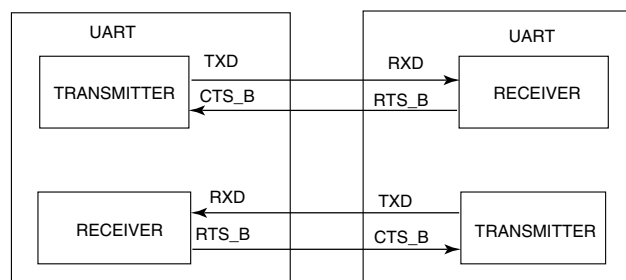 UART
UART
TXD
RXD
TRANSMITTER
CTS_B
RTS_B
RECEIVER
RXD
TXD
RECEIVER
RTS_B
CTS_B
TRANSMITTER